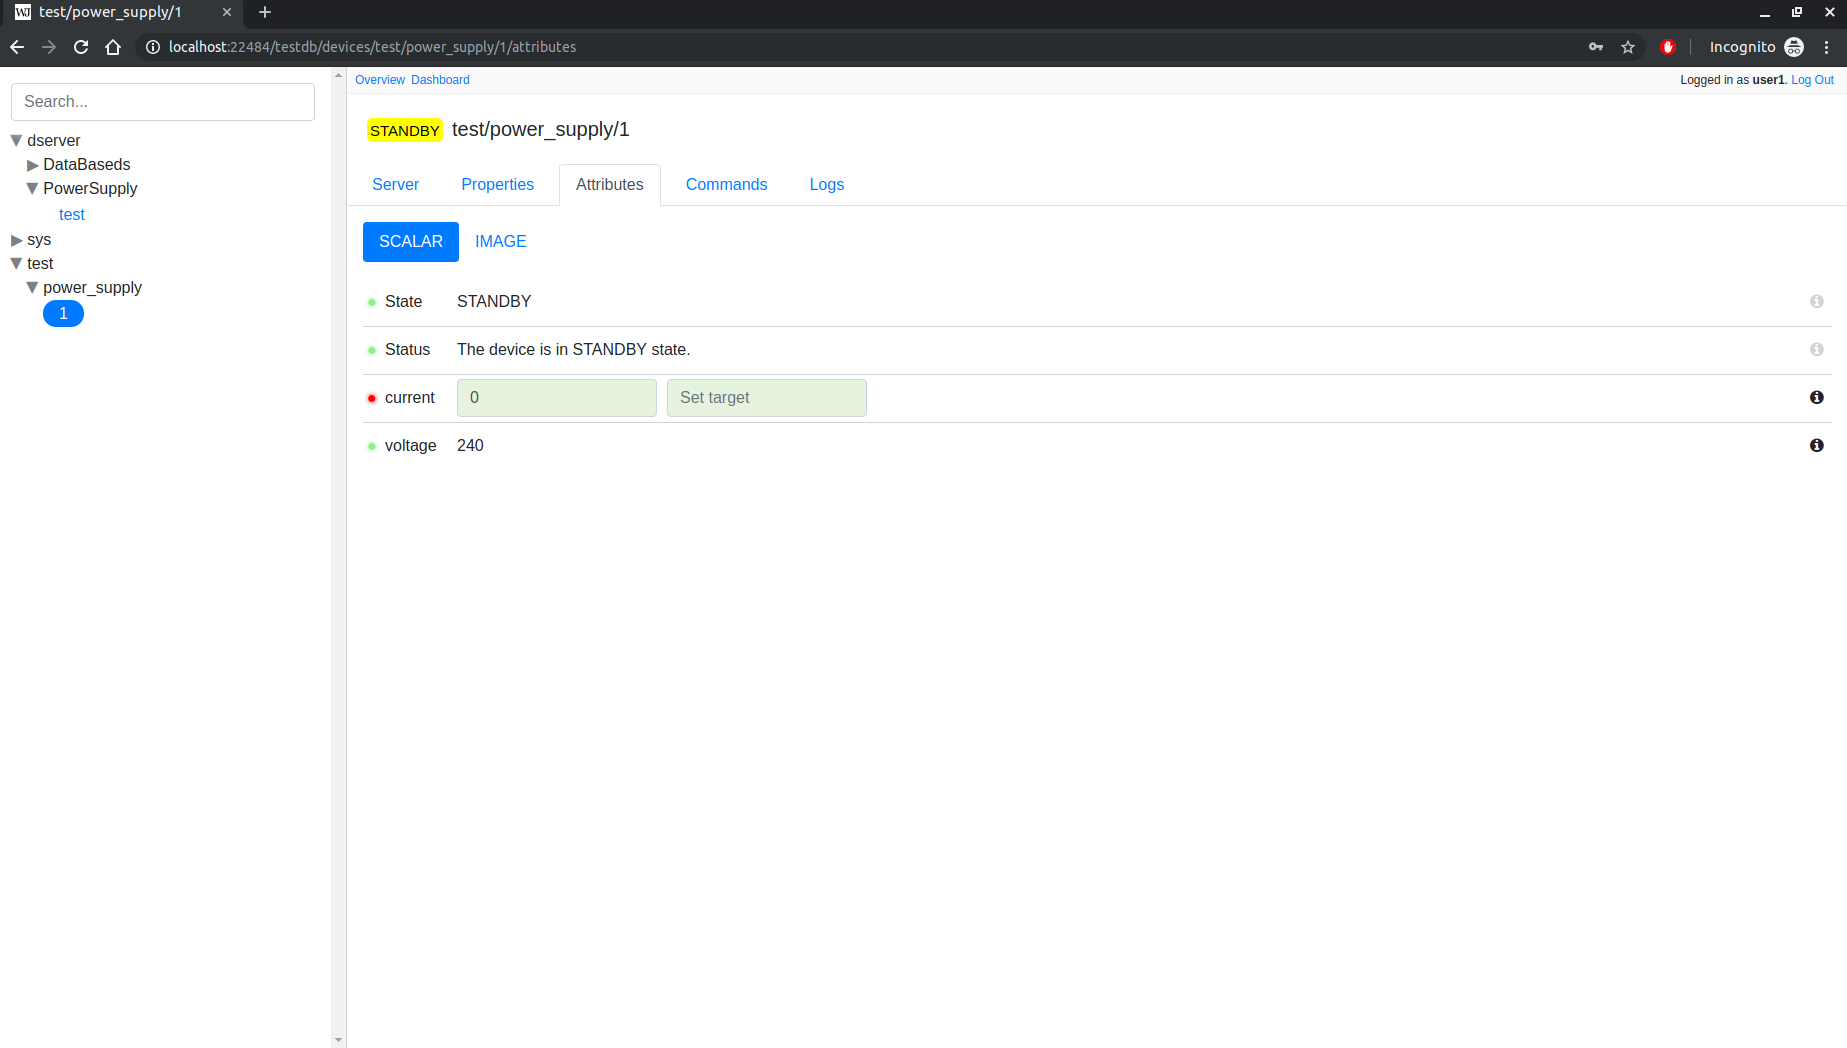 test/power_supply/1
localhost:22484/testdb/devices/test/power_supply/1/attributes
Incognito
Search...
dserver
DataBaseds
PowerSupply
test
sys
test
power_supply
1
Overview Dashboard
Logged in as user1. Log Out
STANDBY test/power_supply/1
Server Properties Attributes Commands Logs
SCALAR IMAGE
State STANDBY
Status The device is in STANDBY state.
current 0 Set target
voltage 240